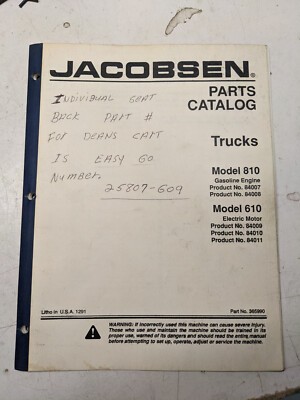 JACOBSEN®
PARTS
CATALOG
INDIVIDUAL SEAT
BACK PART #
FOR DEANS CART
IS EASY GO
NUMBER.
25807-G09
Trucks
Model 810
Gasoline Engine
Product No. 84007
Product No. 84008
Model 610
Electric Motor
Product No. 84009
Product No. 84010
Product No. 84011
Litho in U.S.A. 1291
Part No. 365990
WARNING: If incorrectly used this machine can cause severe injury.
Those who use and maintain this machine should be trained in its
proper use, warned of its dangers and should read the entire manual
before attempting to set up, operate, adjust or service the machine.